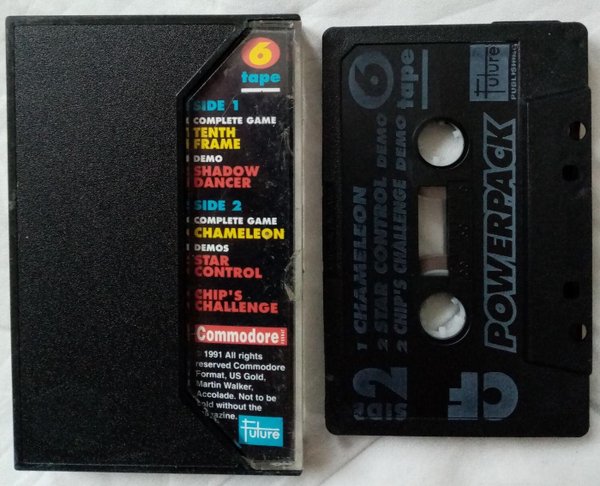 6
tape
SIDE 1
COMPLETE GAME
TENTH
FRAME
DEMO
SHADOW
DANCER
SIDE 2
COMPLETE GAME
CHAMELEON
DEMOS
STAR
CONTROL
CHIP'S
CHALLENGE
Commodore
© 1991 All rights
reserved Commodore
Format, US Gold,
Martin Walker,
Accolade. Not to be
sold without the
magazine.
Future
CF
POWERPACK
Future
PUBLISHING
SIDE 2
1 CHAMELEON
2 STAR CONTROL DEMO
2 CHIP'S CHALLENGE DEMO
6
tape